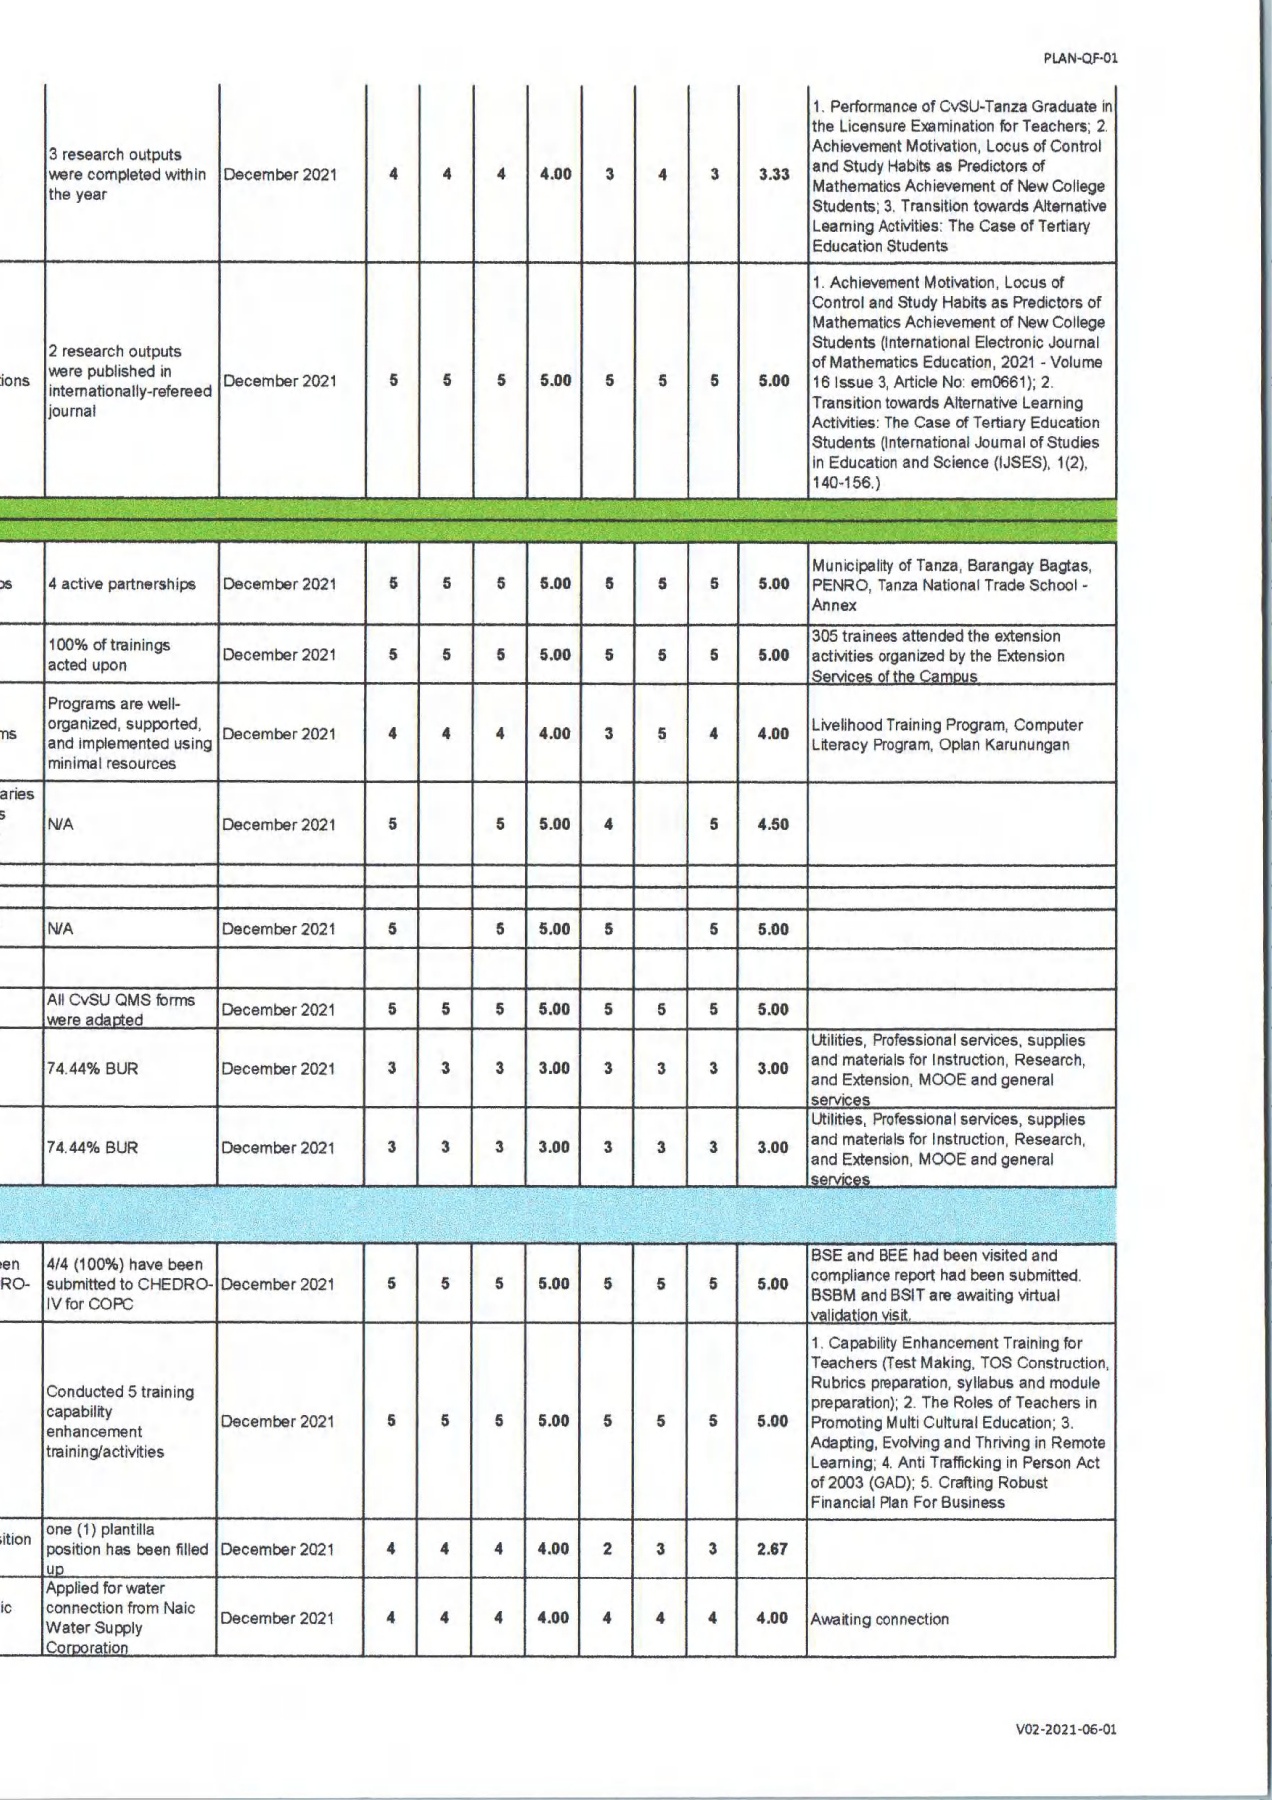 PLAN-QF-01
3 research outputs
were completed within
the year
December 2021
4 4 4 4.00 3 4 3 3.33
1. Performance of CvSU-Tanza Graduate in
the Licensure Examination for Teachers; 2.
Achievement Motivation, Locus of Control
and Study Habits as Predictors of
Mathematics Achievement of New College
Students; 3. Transition towards Alternative
Learning Activities: The Case of Tertiary
Education Students
ions
2 research outputs
were published in
internationally-refereed
journal
December 2021
5 5 5 5.00 5 5 5 5.00
1. Achievement Motivation, Locus of
Control and Study Habits as Predictors of
Mathematics Achievement of New College
Students (International Electronic Journal
of Mathematics Education, 2021 - Volume
16 Issue 3, Article No: em0661); 2.
Transition towards Alternative Learning
Activities: The Case of Tertiary Education
Students (International Journal of Studies
in Education and Science (IJSES), 1(2),
140-156.)
os
4 active partnerships
December 2021
5 5 5 5.00 5 5 5 5.00
Municipality of Tanza, Barangay Bagtas,
PENRO, Tanza National Trade School -
Annex
100% of trainings
acted upon
December 2021
5 5 5 5.00 5 5 5 5.00
305 trainees attended the extension
activities organized by the Extension
Services of the Campus
ms
Programs are well-
organized, supported,
and implemented using
minimal resources
December 2021
4 4 4 4.00 3 5 4 4.00
Livelihood Training Program, Computer
Literacy Program, Oplan Karunungan
aries
s
N/A
December 2021
5 5 5.00 4 5 4.50
N/A
December 2021
5 5 5.00 5 5 5.00
All CvSU QMS forms
were adapted
December 2021
5 5 5 5.00 5 5 5 5.00
74.44% BUR
December 2021
3 3 3 3.00 3 3 3 3.00
Utilities, Professional services, supplies
and materials for Instruction, Research,
and Extension, MOOE and general
services
74.44% BUR
December 2021
3 3 3 3.00 3 3 3 3.00
Utilities, Professional services, supplies
and materials for Instruction, Research,
and Extension, MOOE and general
services
en
RO-
4/4 (100%) have been
submitted to CHEDRO-
IV for COPC
December 2021
5 5 5 5.00 5 5 5 5.00
BSE and BEE had been visited and
compliance report had been submitted.
BSBM and BSIT are awaiting virtual
validation visit.
Conducted 5 training
capability
enhancement
training/activities
December 2021
5 5 5 5.00 5 5 5 5.00
1. Capability Enhancement Training for
Teachers (Test Making, TOS Construction,
Rubrics preparation, syllabus and module
preparation); 2. The Roles of Teachers in
Promoting Multi Cultural Education; 3.
Adapting, Evolving and Thriving in Remote
Learning; 4. Anti Trafficking in Person Act
of 2003 (GAD); 5. Crafting Robust
Financial Plan For Business
ition
one (1) plantilla
position has been filled
up
December 2021
4 4 4 4.00 2 3 3 2.67
ic
Applied for water
connection from Naic
Water Supply
Corporation
December 2021
4 4 4 4.00 4 4 4 4.00
Awaiting connection
V02-2021-06-01